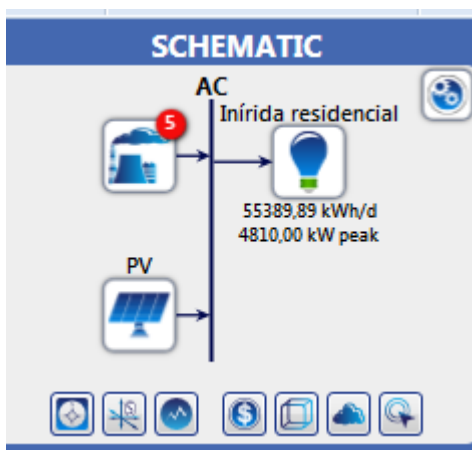 SCHEMATIC
AC
5
Inírida residencial
55389,89 kWh/d
4810,00 kW peak
PV